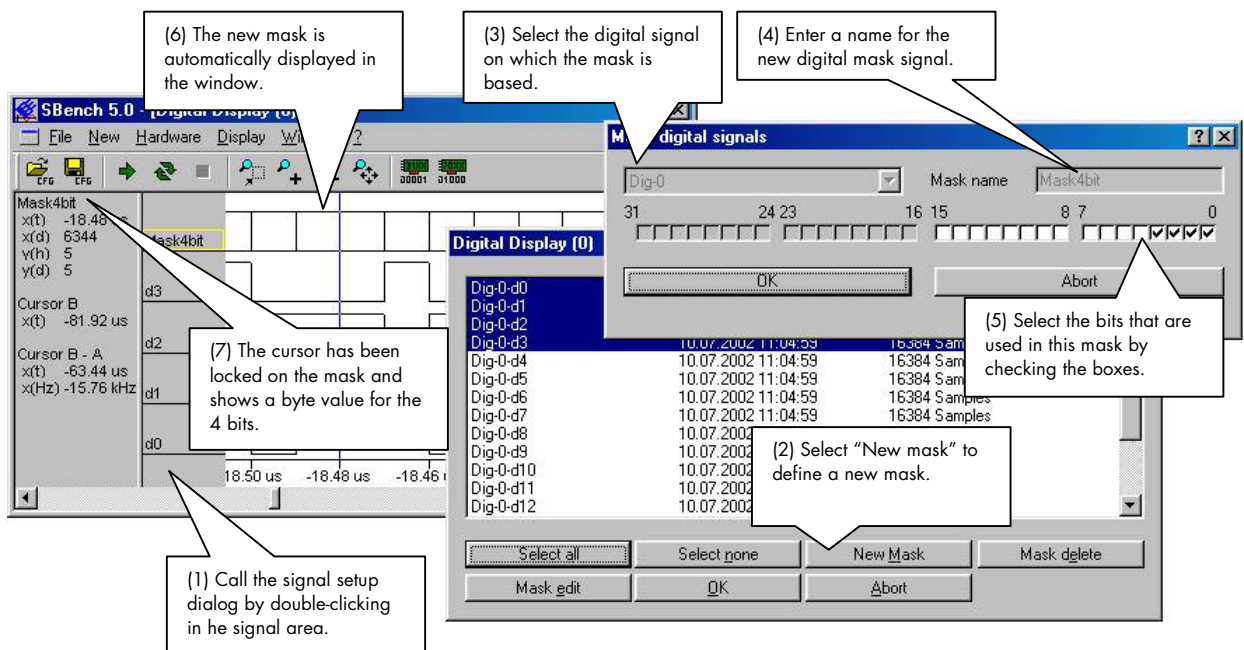 (6) The new mask is
automatically displayed in
the window.
(3) Select the digital signal
on which the mask is
based.
(4) Enter a name for the
new digital mask signal.
SBench 5.0 - [Digital Display (0)
File New Hardware Display ?
CFG CFG
Mask4bit
x(t) -18.48 us
x(d) 6344
y(h) 5
y(d) 5
Cursor B
x(t) -81.92 us
Cursor B - A
x(t) -63.44 us
x(Hz) -15.76 kHz
Mask4bit
d3
d2
d1
d0
18.50 us -18.48 us -18.46
(7) The cursor has been
locked on the mask and
shows a byte value for the
4 bits.
(1) Call the signal setup
dialog by double-clicking
in he signal area.
digital signals
Dig-0 Mask name Mask4bit
31 24 23 16 15 8 7 0
OK Abort
(5) Select the bits that are
used in this mask by
checking the boxes.
Digital Display (0)
Dig-0-d0
Dig-0-d1
Dig-0-d2
Dig-0-d3 10.07.2002 11:04:59 16384 Sam
Dig-0-d4 10.07.2002 11:04:59 16384 Sam
Dig-0-d5 10.07.2002 11:04:59 16384 Sam
Dig-0-d6 10.07.2002 11:04:59 16384 Samples
Dig-0-d7 10.07.2002 11:04:59 16384 Samples
Dig-0-d8 10.07.2002
Dig-0-d9 10.07.2002
Dig-0-d10 10.07.2002
Dig-0-d11 10.07.2002
Dig-0-d12 10.07.2002
(2) Select “New mask” to
define a new mask.
Select all Select none New Mask Mask delete
Mask edit OK Abort